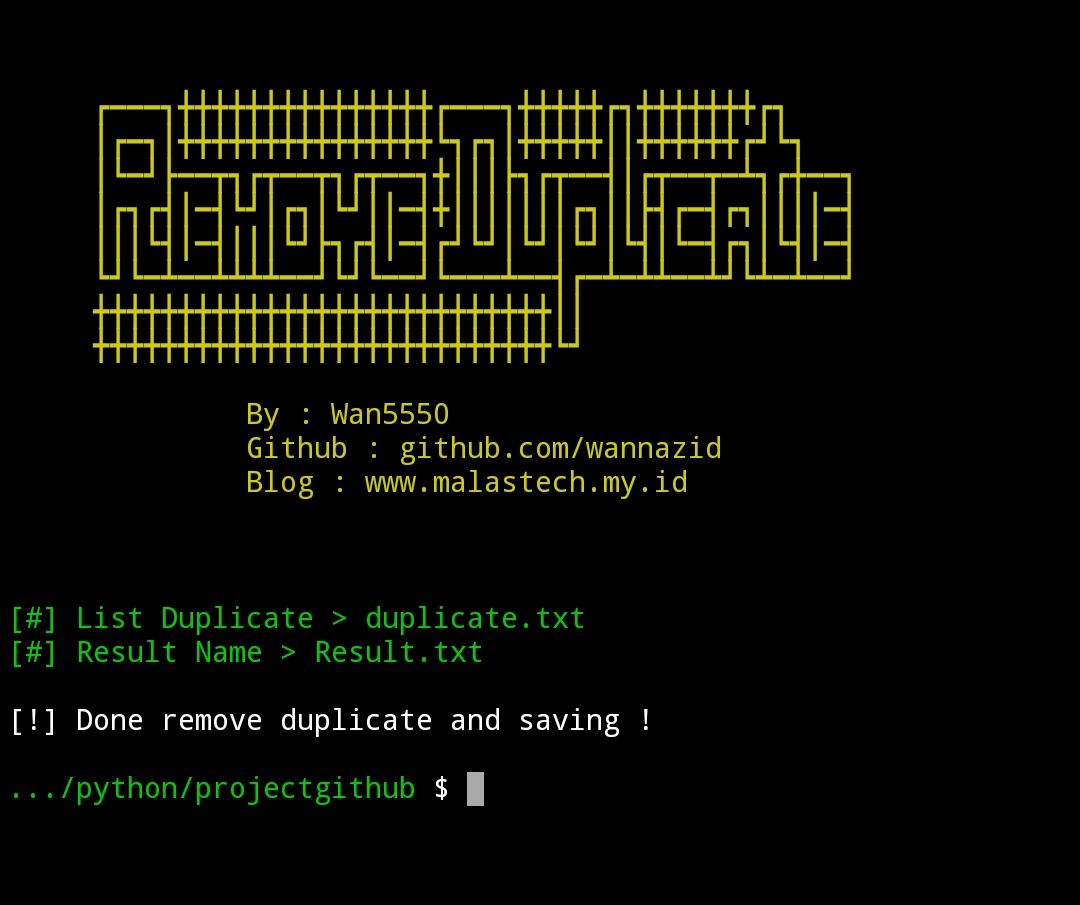 RemoveDuplicate
By : Wan5550
Github : github.com/wannazid
Blog : www.malastech.my.id
[#] List Duplicate > duplicate.txt
[#] Result Name > Result.txt
[!] Done remove duplicate and saving !
.../python/projectgithub $